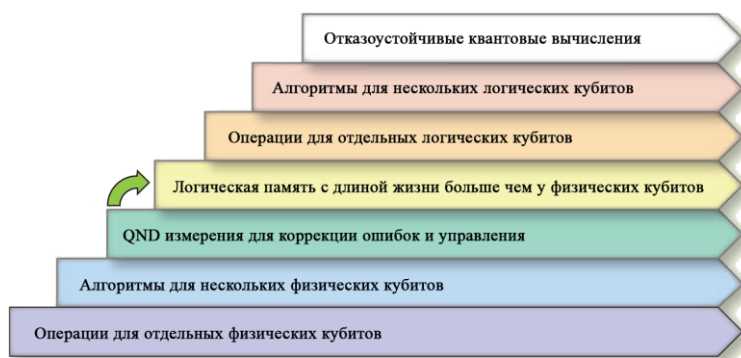 Отказоустойчивые квантовые вычисления
Алгоритмы для нескольких логических кубитов
Операции для отдельных логических кубитов
Логическая память с длиной жизни больше чем у физических кубитов
QND измерения для коррекции ошибок и управления
Алгоритмы для нескольких физических кубитов
Операции для отдельных физических кубитов